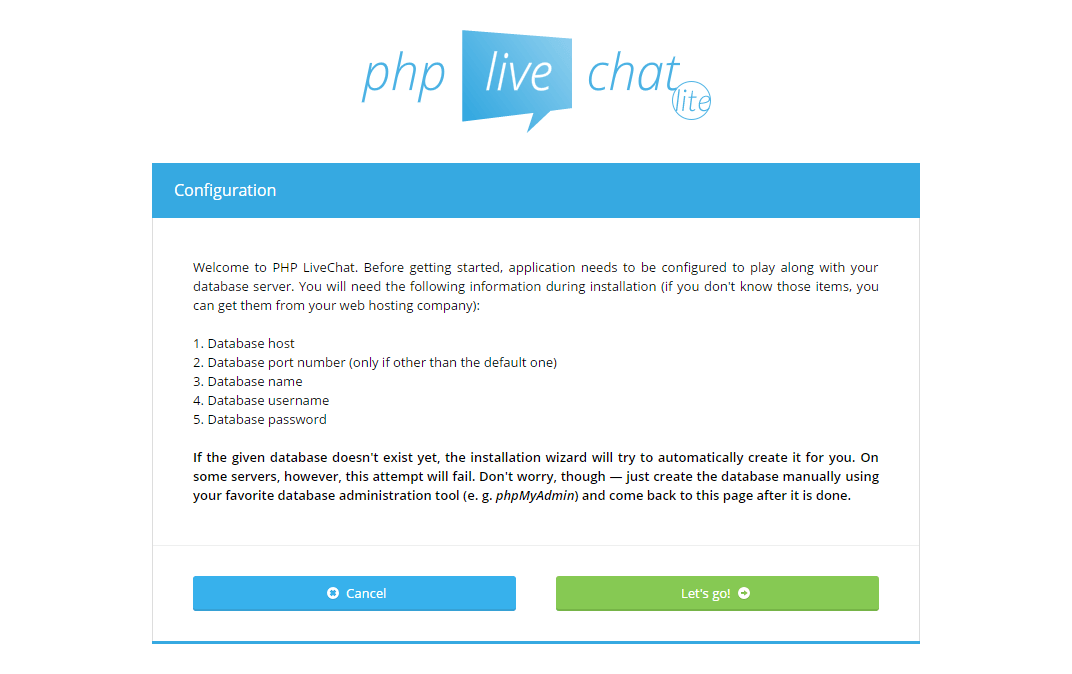 php live chat lite
Configuration
Welcome to PHP LiveChat. Before getting started, application needs to be configured to play along with your
database server. You will need the following information during installation (if you don't know those items, you
can get them from your web hosting company):
1. Database host
2. Database port number (only if other than the default one)
3. Database name
4. Database username
5. Database password
If the given database doesn't exist yet, the installation wizard will try to automatically create it for you. On
some servers, however, this attempt will fail. Don't worry, though — just create the database manually using
your favorite database administration tool (e. g. phpMyAdmin) and come back to this page after it is done.
Cancel
Let's go!